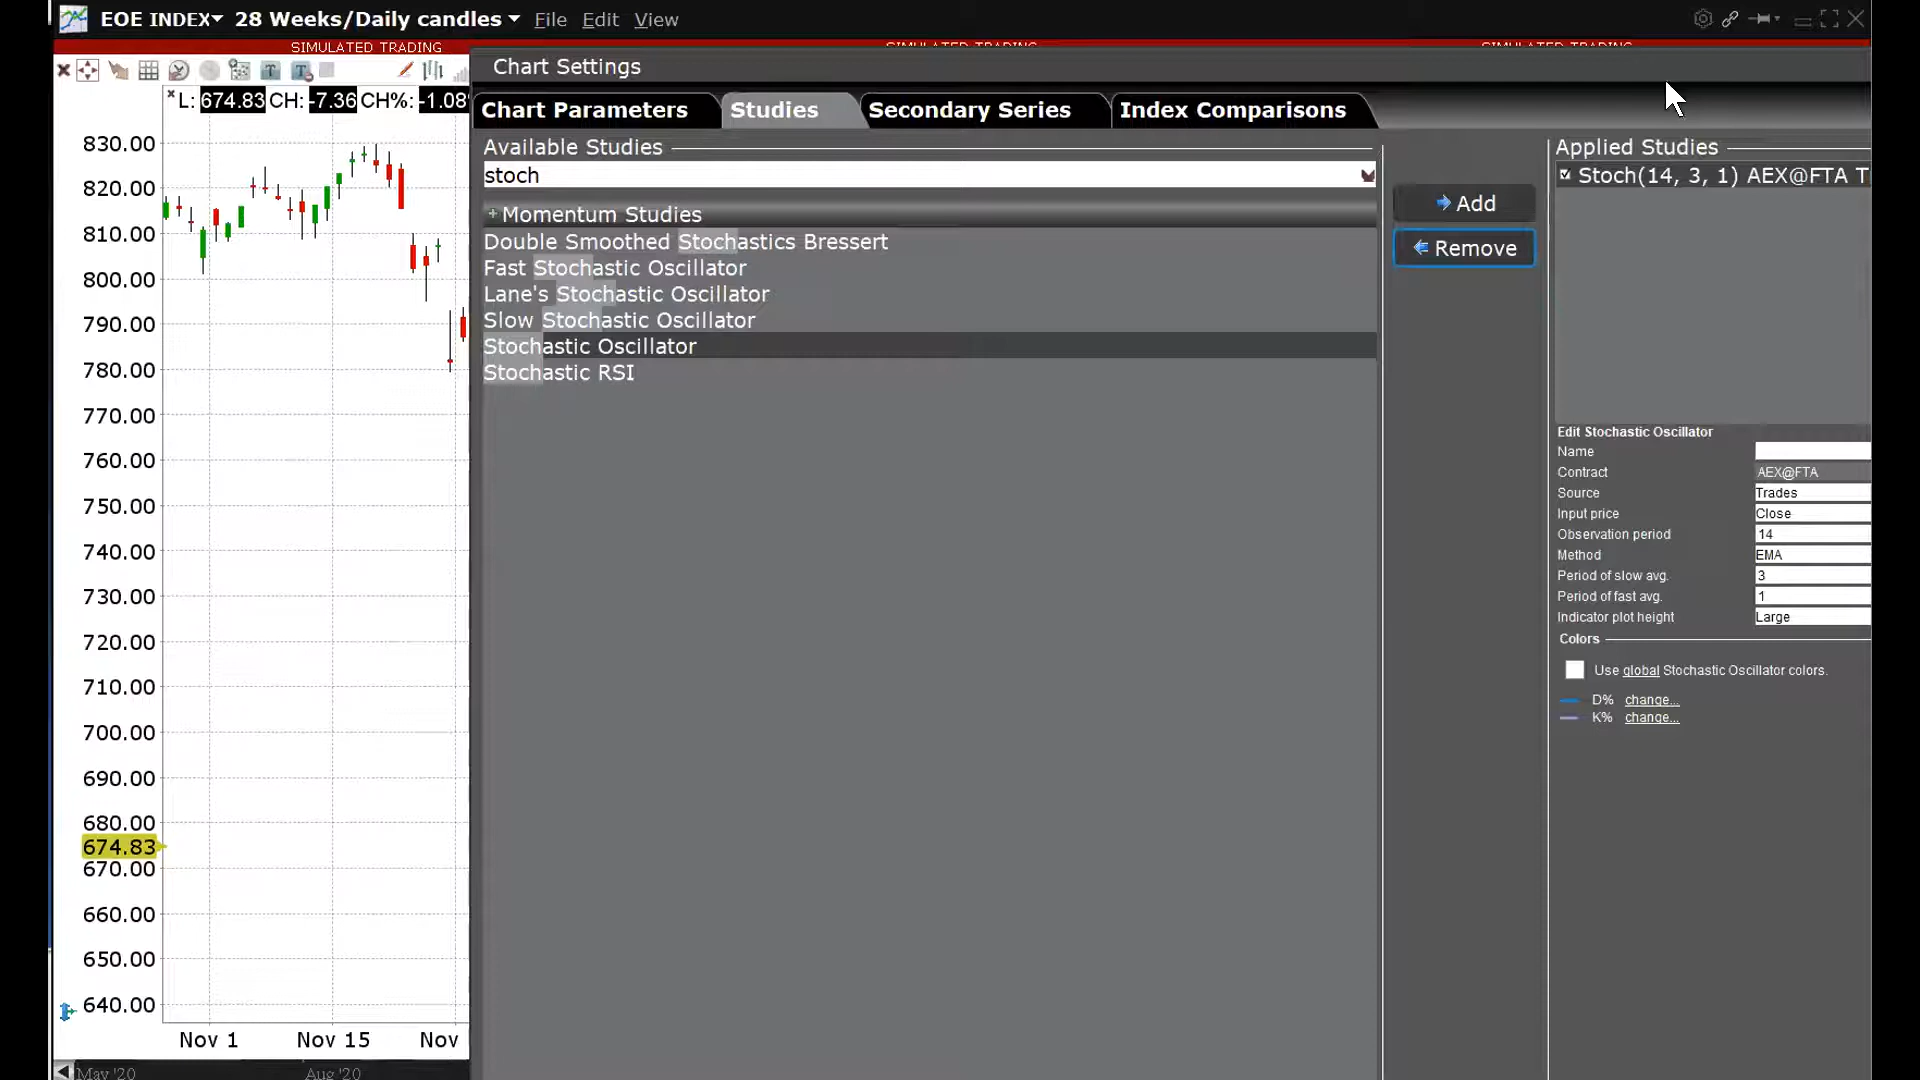 EOE INDEX 28 Weeks/Daily candles File Edit View
SIMULATED TRADING SIMULATED TRADING SIMULATED TRADING
Chart Settings
L: 674.83 CH: -7.36 CH%: -1.08
Chart Parameters Studies Secondary Series Index Comparisons
Available Studies
stoch
+ Momentum Studies
Double Smoothed Stochastics Bressert
Fast Stochastic Oscillator
Lane's Stochastic Oscillator
Slow Stochastic Oscillator
Stochastic Oscillator
Stochastic RSI
Add
Remove
Applied Studies
Stoch(14, 3, 1) AEX@FTA T
Edit Stochastic Oscillator
Name
Contract AEX@FTA
Source Trades
Input price Close
Observation period 14
Method EMA
Period of slow avg. 3
Period of fast avg. 1
Indicator plot height Large
Colors
Use global Stochastic Oscillator colors.
D% change...
K% change...
830.00
820.00
810.00
800.00
790.00
780.00
770.00
760.00
750.00
740.00
730.00
720.00
710.00
700.00
690.00
680.00
674.83
670.00
660.00
650.00
640.00
Nov 1 Nov 15 Nov
May '20 Aug '20